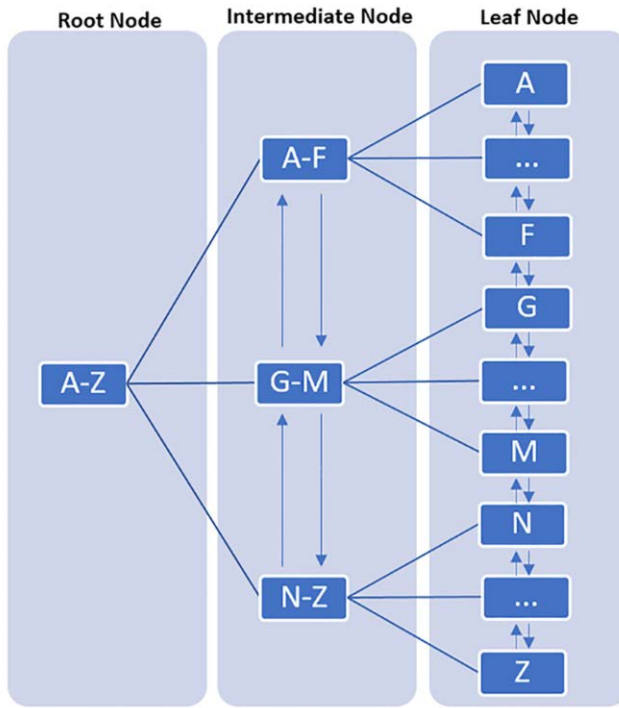 Root Node
Intermediate Node
Leaf Node
A-Z
A-F
G-M
N-Z
A
...
F
G
...
M
N
...
Z